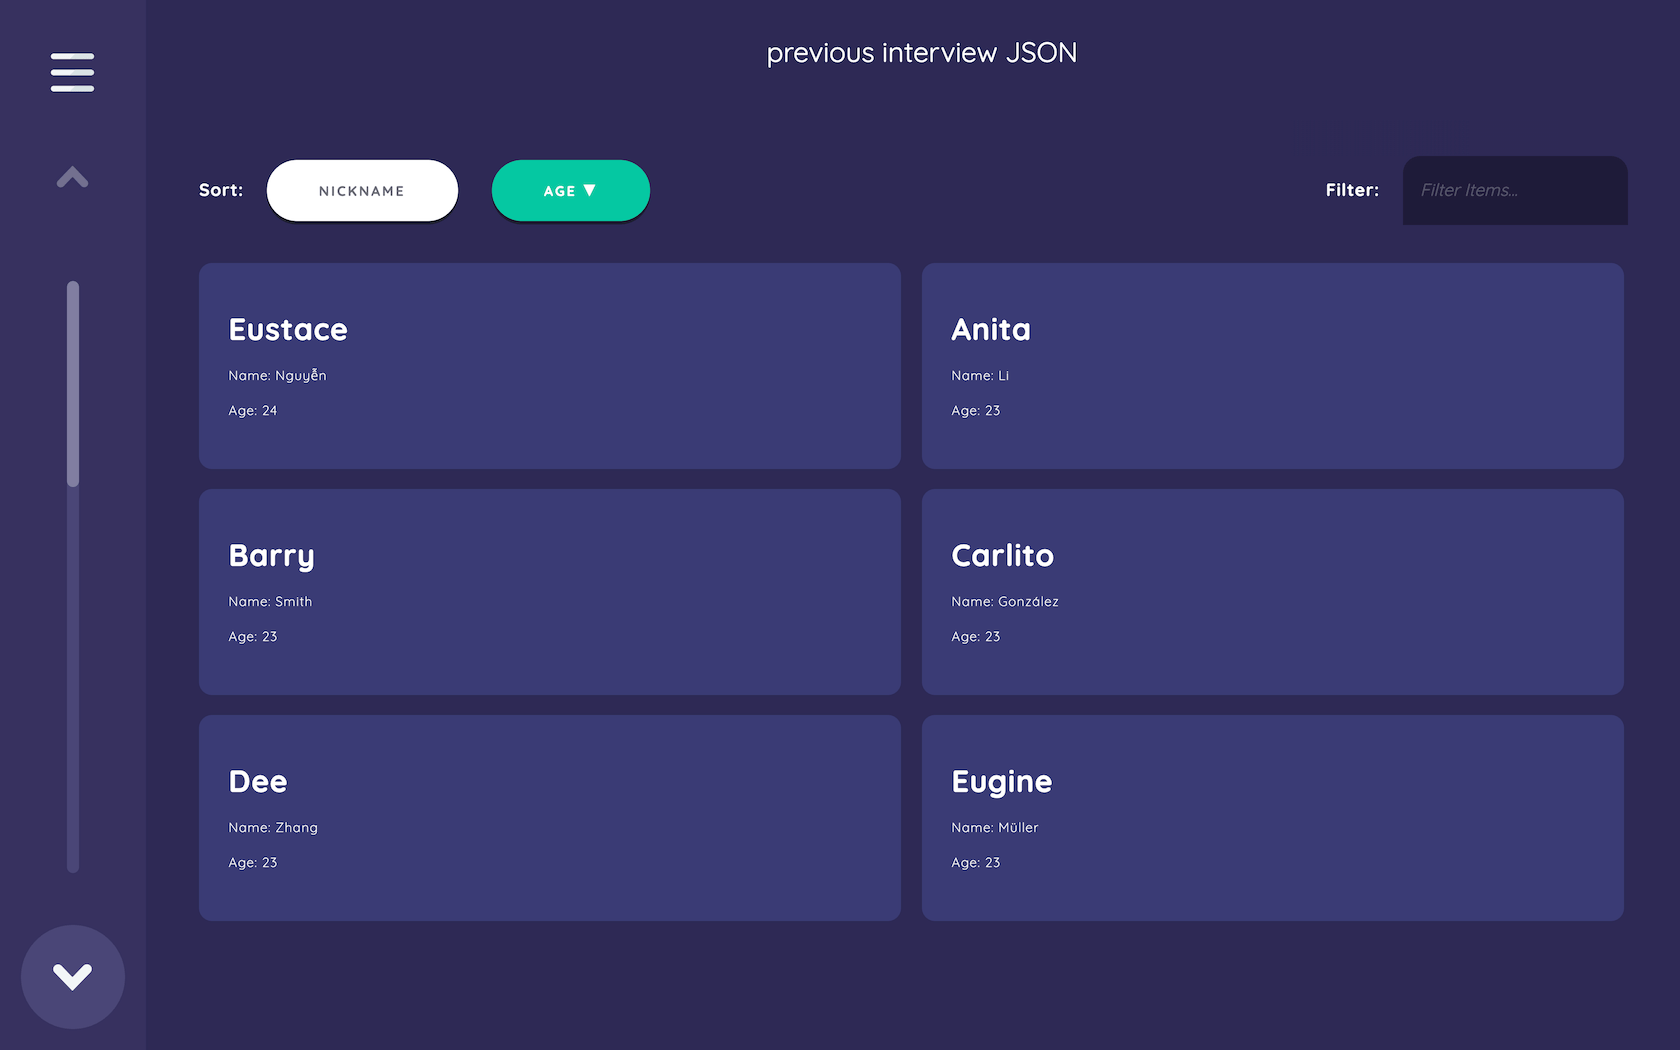 previous interview JSON
Sort: NICKNAME AGE ▼ Filter: Filter Items...
Eustace
Name: Nguyễn
Age: 24
Anita
Name: Li
Age: 23
Barry
Name: Smith
Age: 23
Carlito
Name: González
Age: 23
Dee
Name: Zhang
Age: 23
Eugine
Name: Müller
Age: 23